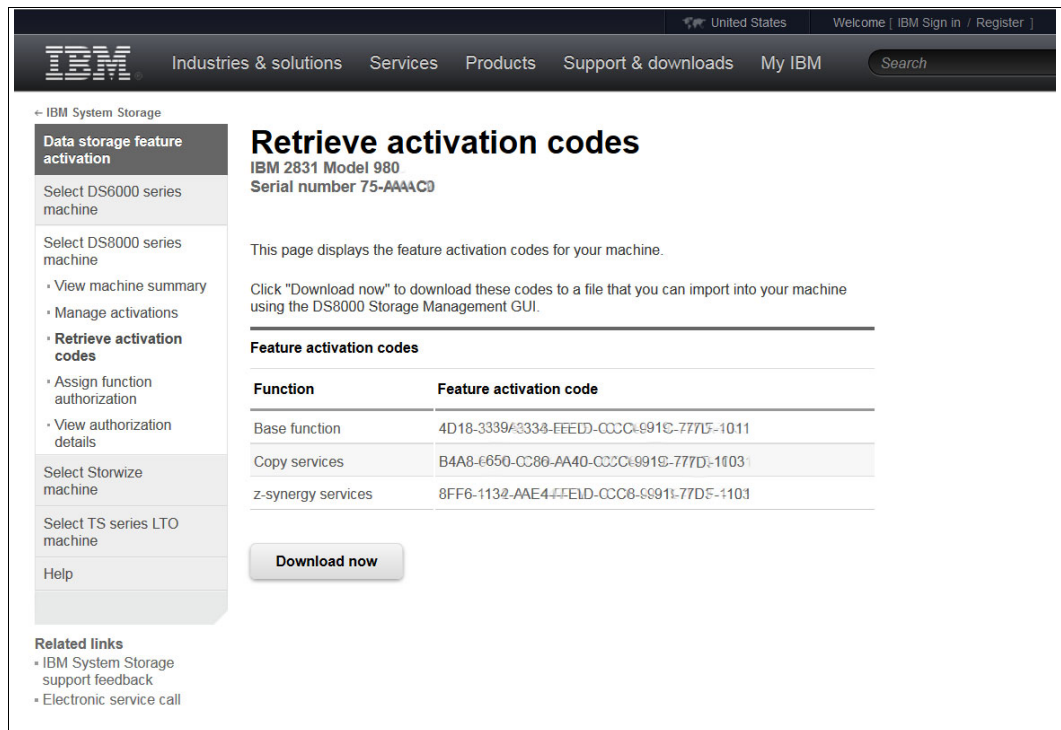 United States Welcome [ IBM Sign in / Register ]
IBM Industries & solutions Services Products Support & downloads My IBM Search
← IBM System Storage
Data storage feature
activation
Select DS6000 series
machine
Select DS8000 series
machine
View machine summary
Manage activations
Retrieve activation
codes
Assign function
authorization
View authorization
details
Select Storwize
machine
Select TS series LTO
machine
Help
Related links
IBM System Storage
support feedback
Electronic service call
Retrieve activation codes
IBM 2831 Model 980
Serial number
This page displays the feature activation codes for your machine.
Click "Download now" to download these codes to a file that you can import into your machine
using the DS8000 Storage Management GUI.
Feature activation codes
Function Feature activation code
Base function
Copy services
z-synergy services
Download now